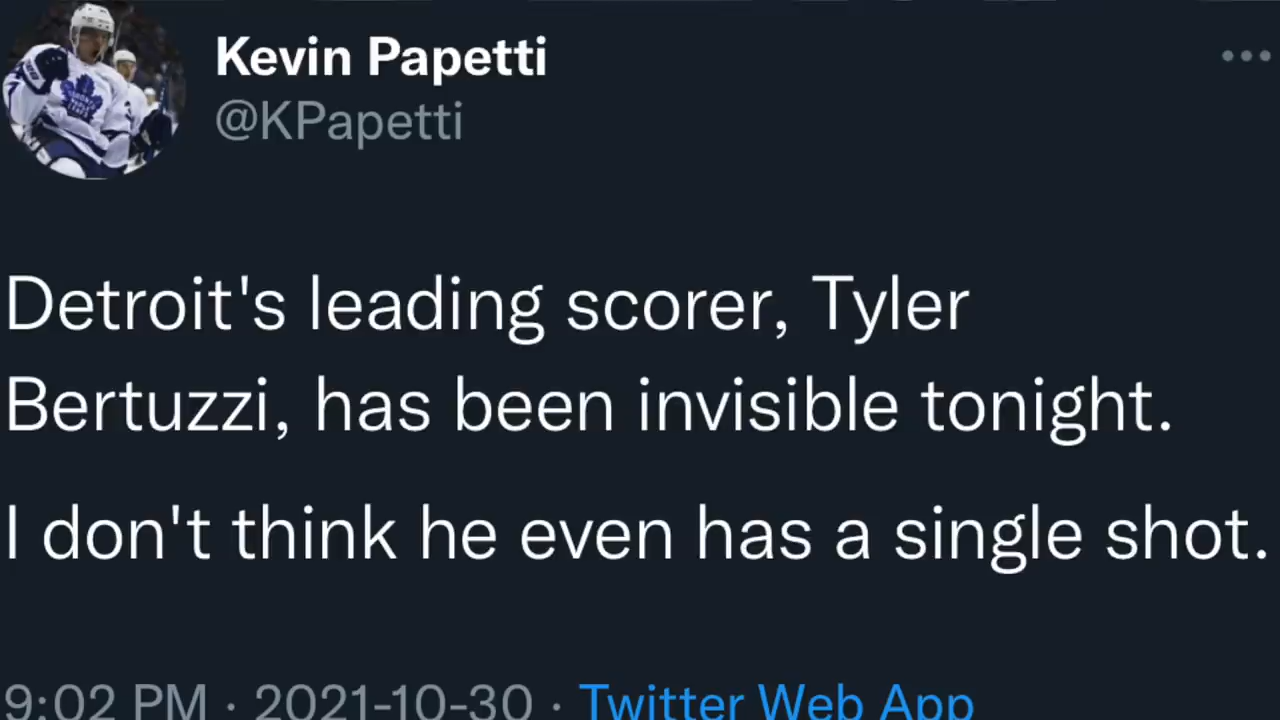 Kevin Papetti
@KPapetti
Detroit's leading scorer, Tyler
Bertuzzi, has been invisible tonight.
I don't think he even has a single shot.
9:02 PM · 2021-10-30 · Twitter Web App